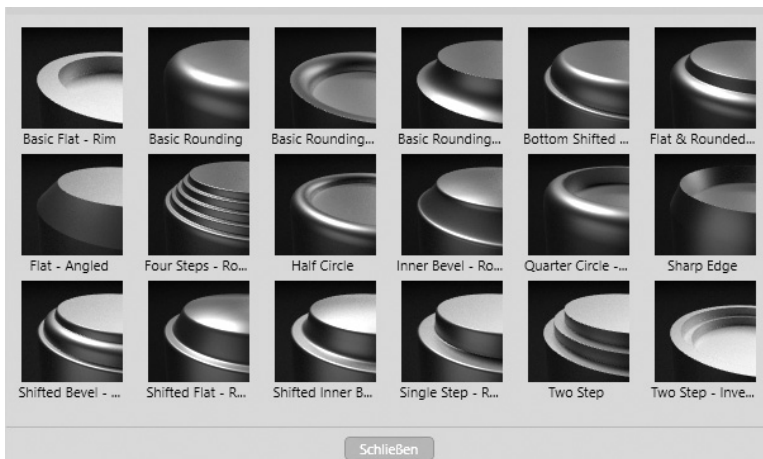 Basic Flat - Rim
Basic Rounding
Basic Rounding...
Basic Rounding...
Bottom Shifted ...
Flat & Rounded...
Flat - Angled
Four Steps - Ro...
Half Circle
Inner Bevel - Ro...
Quarter Circle -...
Sharp Edge
Shifted Bevel - ...
Shifted Flat - R...
Shifted Inner B...
Single Step - R...
Two Step
Two Step - Inve...
Schließen